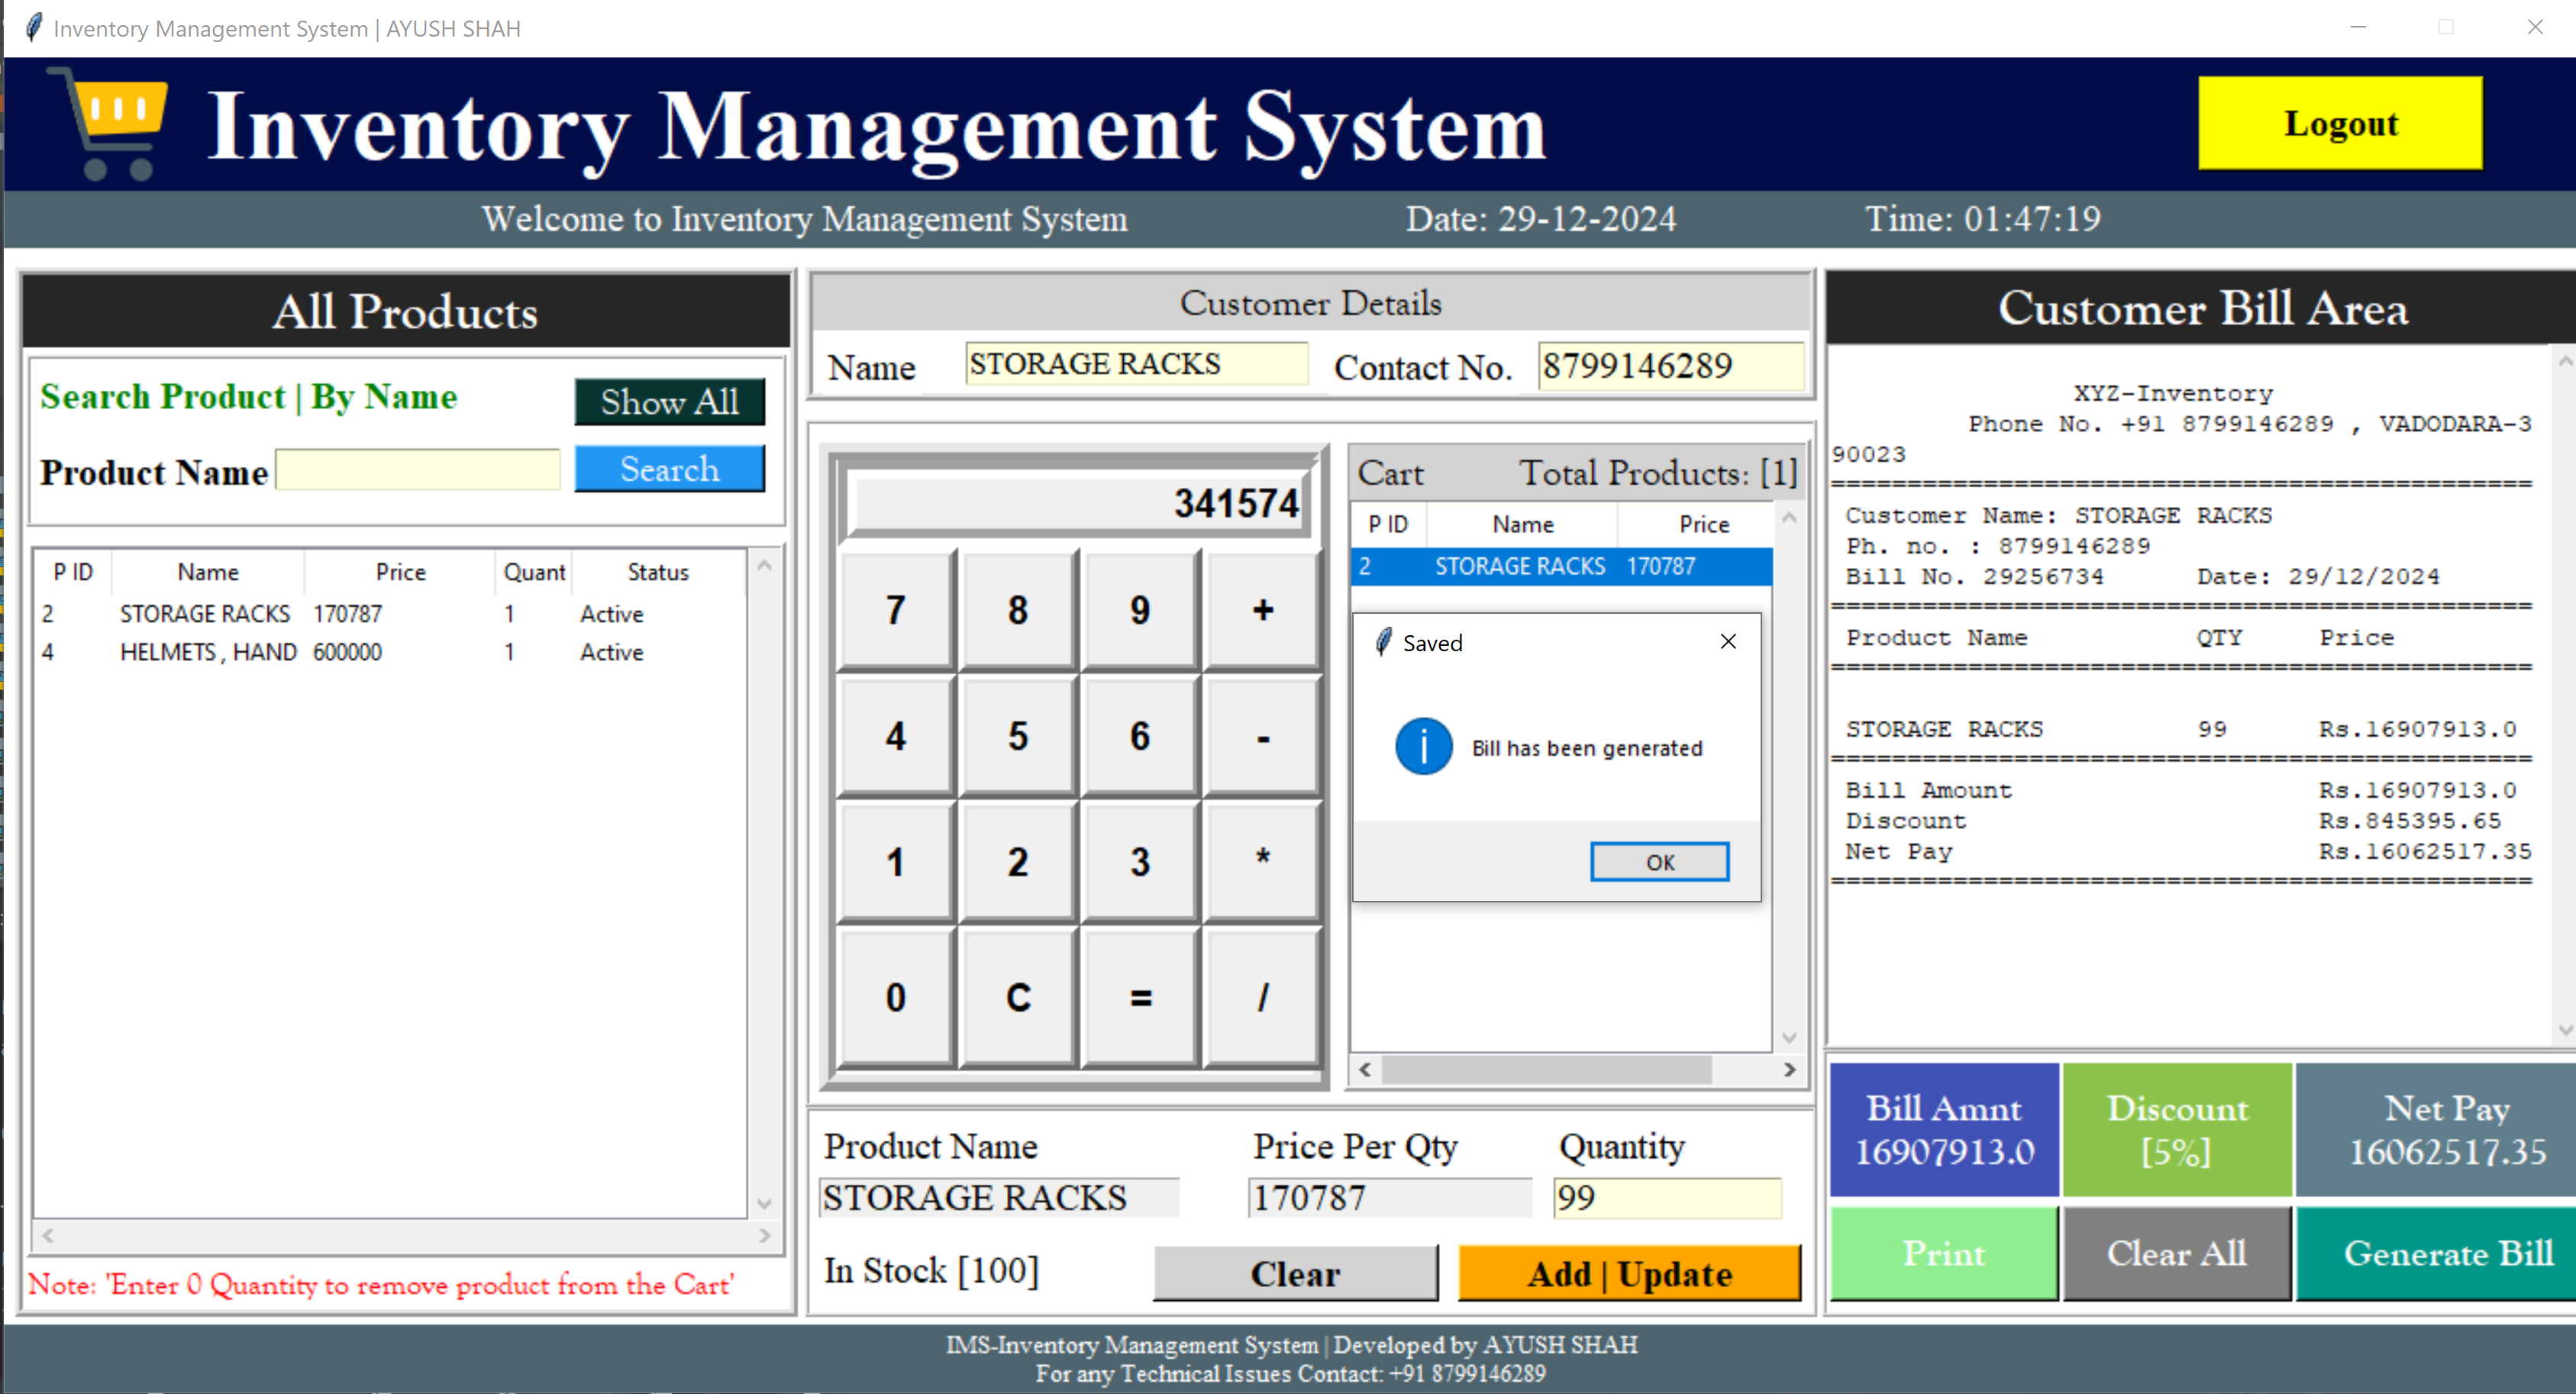 Inventory Management System | AYUSH SHAH
Inventory Management System
Logout
Welcome to Inventory Management System Date: 29-12-2024 Time: 01:47:19
All Products
Search Product | By Name
Show All
Product Name
Search
P ID Name Price Quant Status
2 STORAGE RACKS 170787 1 Active
4 HELMETS , HAND 600000 1 Active
Note: 'Enter 0 Quantity to remove product from the Cart'
Customer Details
Name STORAGE RACKS Contact No. 8799146289
341574
7 8 9 +
4 5 6 -
1 2 3 *
0 C = /
Cart Total Products: [1]
P ID Name Price
2 STORAGE RACKS 170787
Saved
Bill has been generated
OK
Product Name Price Per Qty Quantity
STORAGE RACKS 170787 99
In Stock [100]
Clear
Add | Update
Customer Bill Area
XYZ-Inventory
Phone No. +91 8799146289 , VADODARA-3
90023
==============================================
Customer Name: STORAGE RACKS
Ph. no. : 8799146289
Bill No. 29256734 Date: 29/12/2024
==============================================
Product Name QTY Price
==============================================
STORAGE RACKS 99 Rs.16907913.0
==============================================
Bill Amount Rs.16907913.0
Discount Rs.845395.65
Net Pay Rs.16062517.35
==============================================
Bill Amnt
16907913.0
Discount
[5%]
Net Pay
16062517.35
Print
Clear All
Generate Bill
IMS-Inventory Management System | Developed by AYUSH SHAH
For any Technical Issues Contact: +91 8799146289